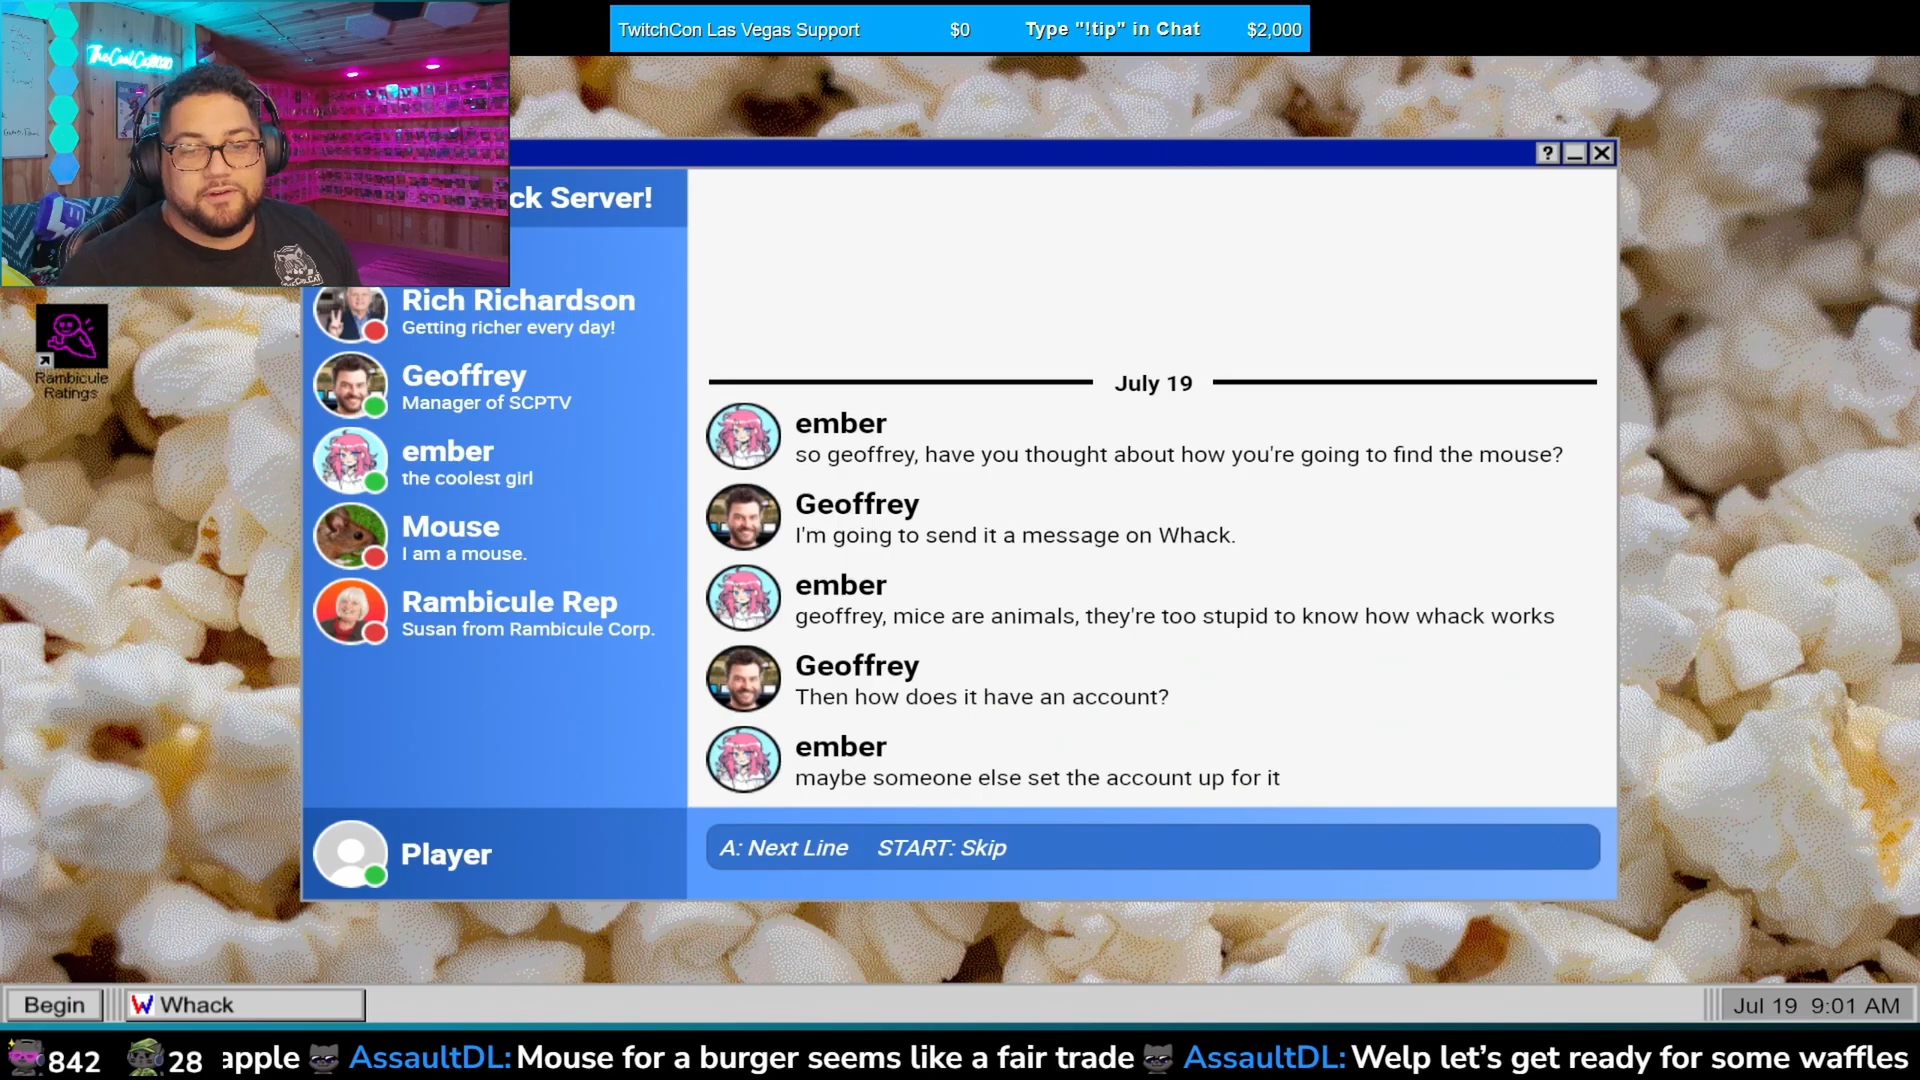 TwitchCon Las Vegas Support $0 Type "!tip" in Chat $2,000
TheCoolCat2020
ck Server!
Rich Richardson
Getting richer every day!
Geoffrey
Manager of SCPTV
ember
the coolest girl
Mouse
I am a mouse.
Rambicule Rep
Susan from Rambicule Corp.
Player
Rambicule
Ratings
July 19
ember
so geoffrey, have you thought about how you're going to find the mouse?
Geoffrey
I'm going to send it a message on Whack.
ember
geoffrey, mice are animals, they're too stupid to know how whack works
Geoffrey
Then how does it have an account?
ember
maybe someone else set the account up for it
A: Next Line START: Skip
Begin
Whack
Jul 19 9:01 AM
842 28 apple AssaultDL: Mouse for a burger seems like a fair trade AssaultDL: Welp let's get ready for some waffles